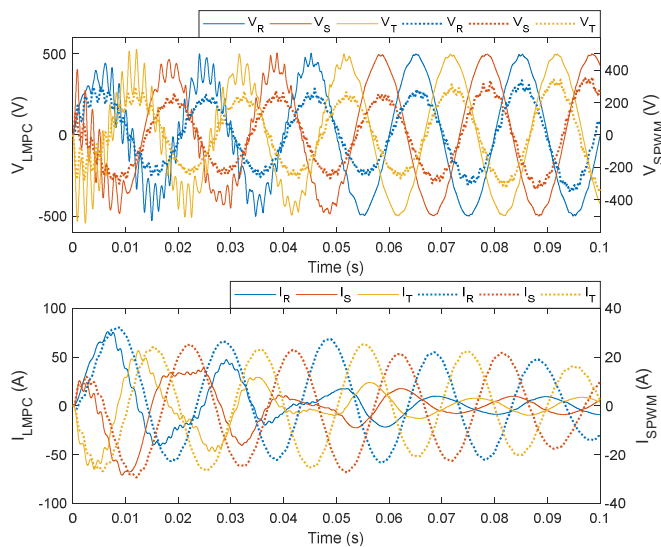 V_R V_S V_T V_R V_S V_T
500
0
-500
V_LMPC (V)
400
200
0
-200
-400
V_SPWM (V)
0 0.01 0.02 0.03 0.04 0.05 0.06 0.07 0.08 0.09 0.1
Time (s)
I_R I_S I_T I_R I_S I_T
100
50
0
-50
-100
I_LMPC (A)
40
20
0
-20
-40
I_SPWM (A)
0 0.01 0.02 0.03 0.04 0.05 0.06 0.07 0.08 0.09 0.1
Time (s)